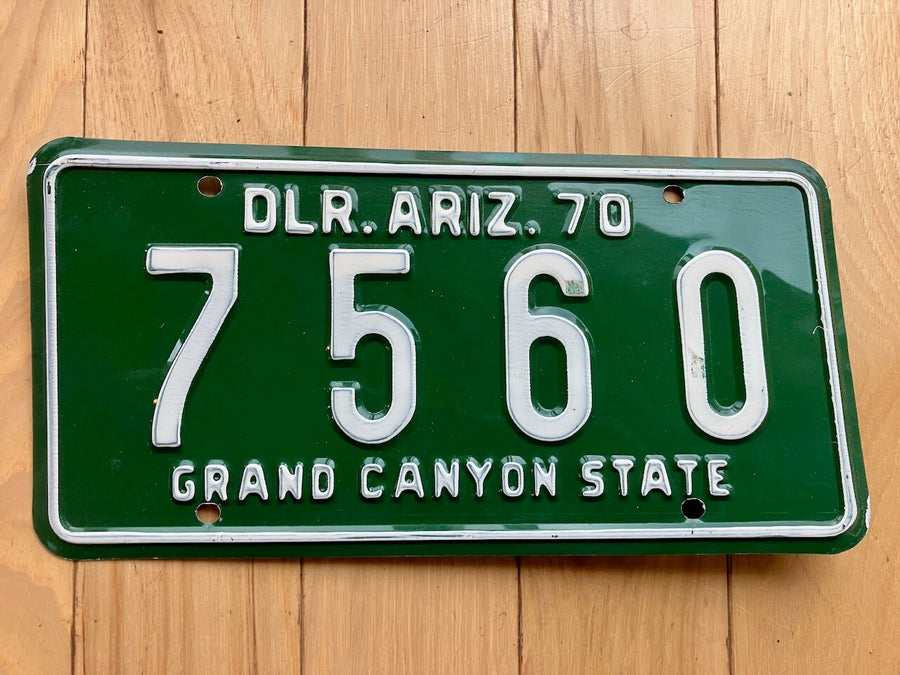 DLR. ARIZ. 70
7560
GRAND CANYON STATE